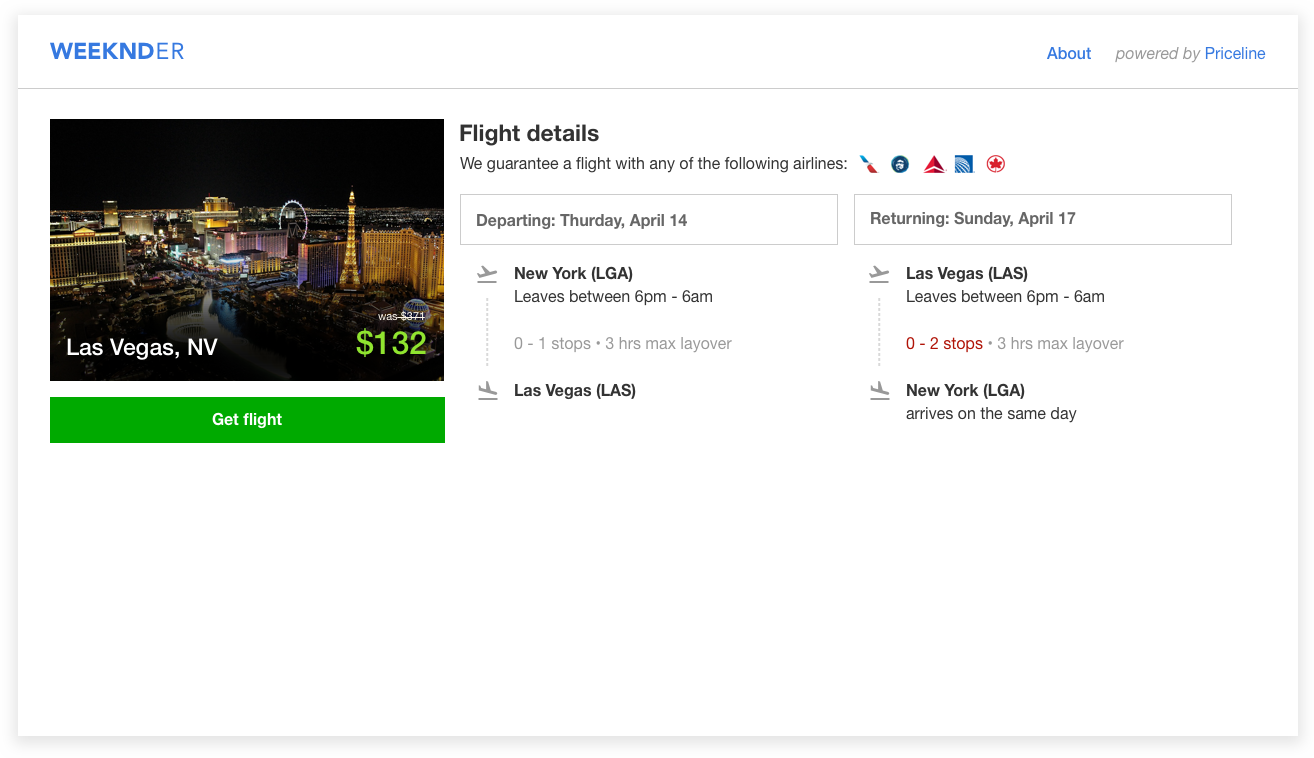 WEEKNDER
About powered by Priceline
Flight details
We guarantee a flight with any of the following airlines:
was $371
Las Vegas, NV $132
Get flight
Departing: Thurday, April 14
New York (LGA)
Leaves between 6pm - 6am
0 - 1 stops • 3 hrs max layover
Las Vegas (LAS)
Returning: Sunday, April 17
Las Vegas (LAS)
Leaves between 6pm - 6am
0 - 2 stops • 3 hrs max layover
New York (LGA)
arrives on the same day